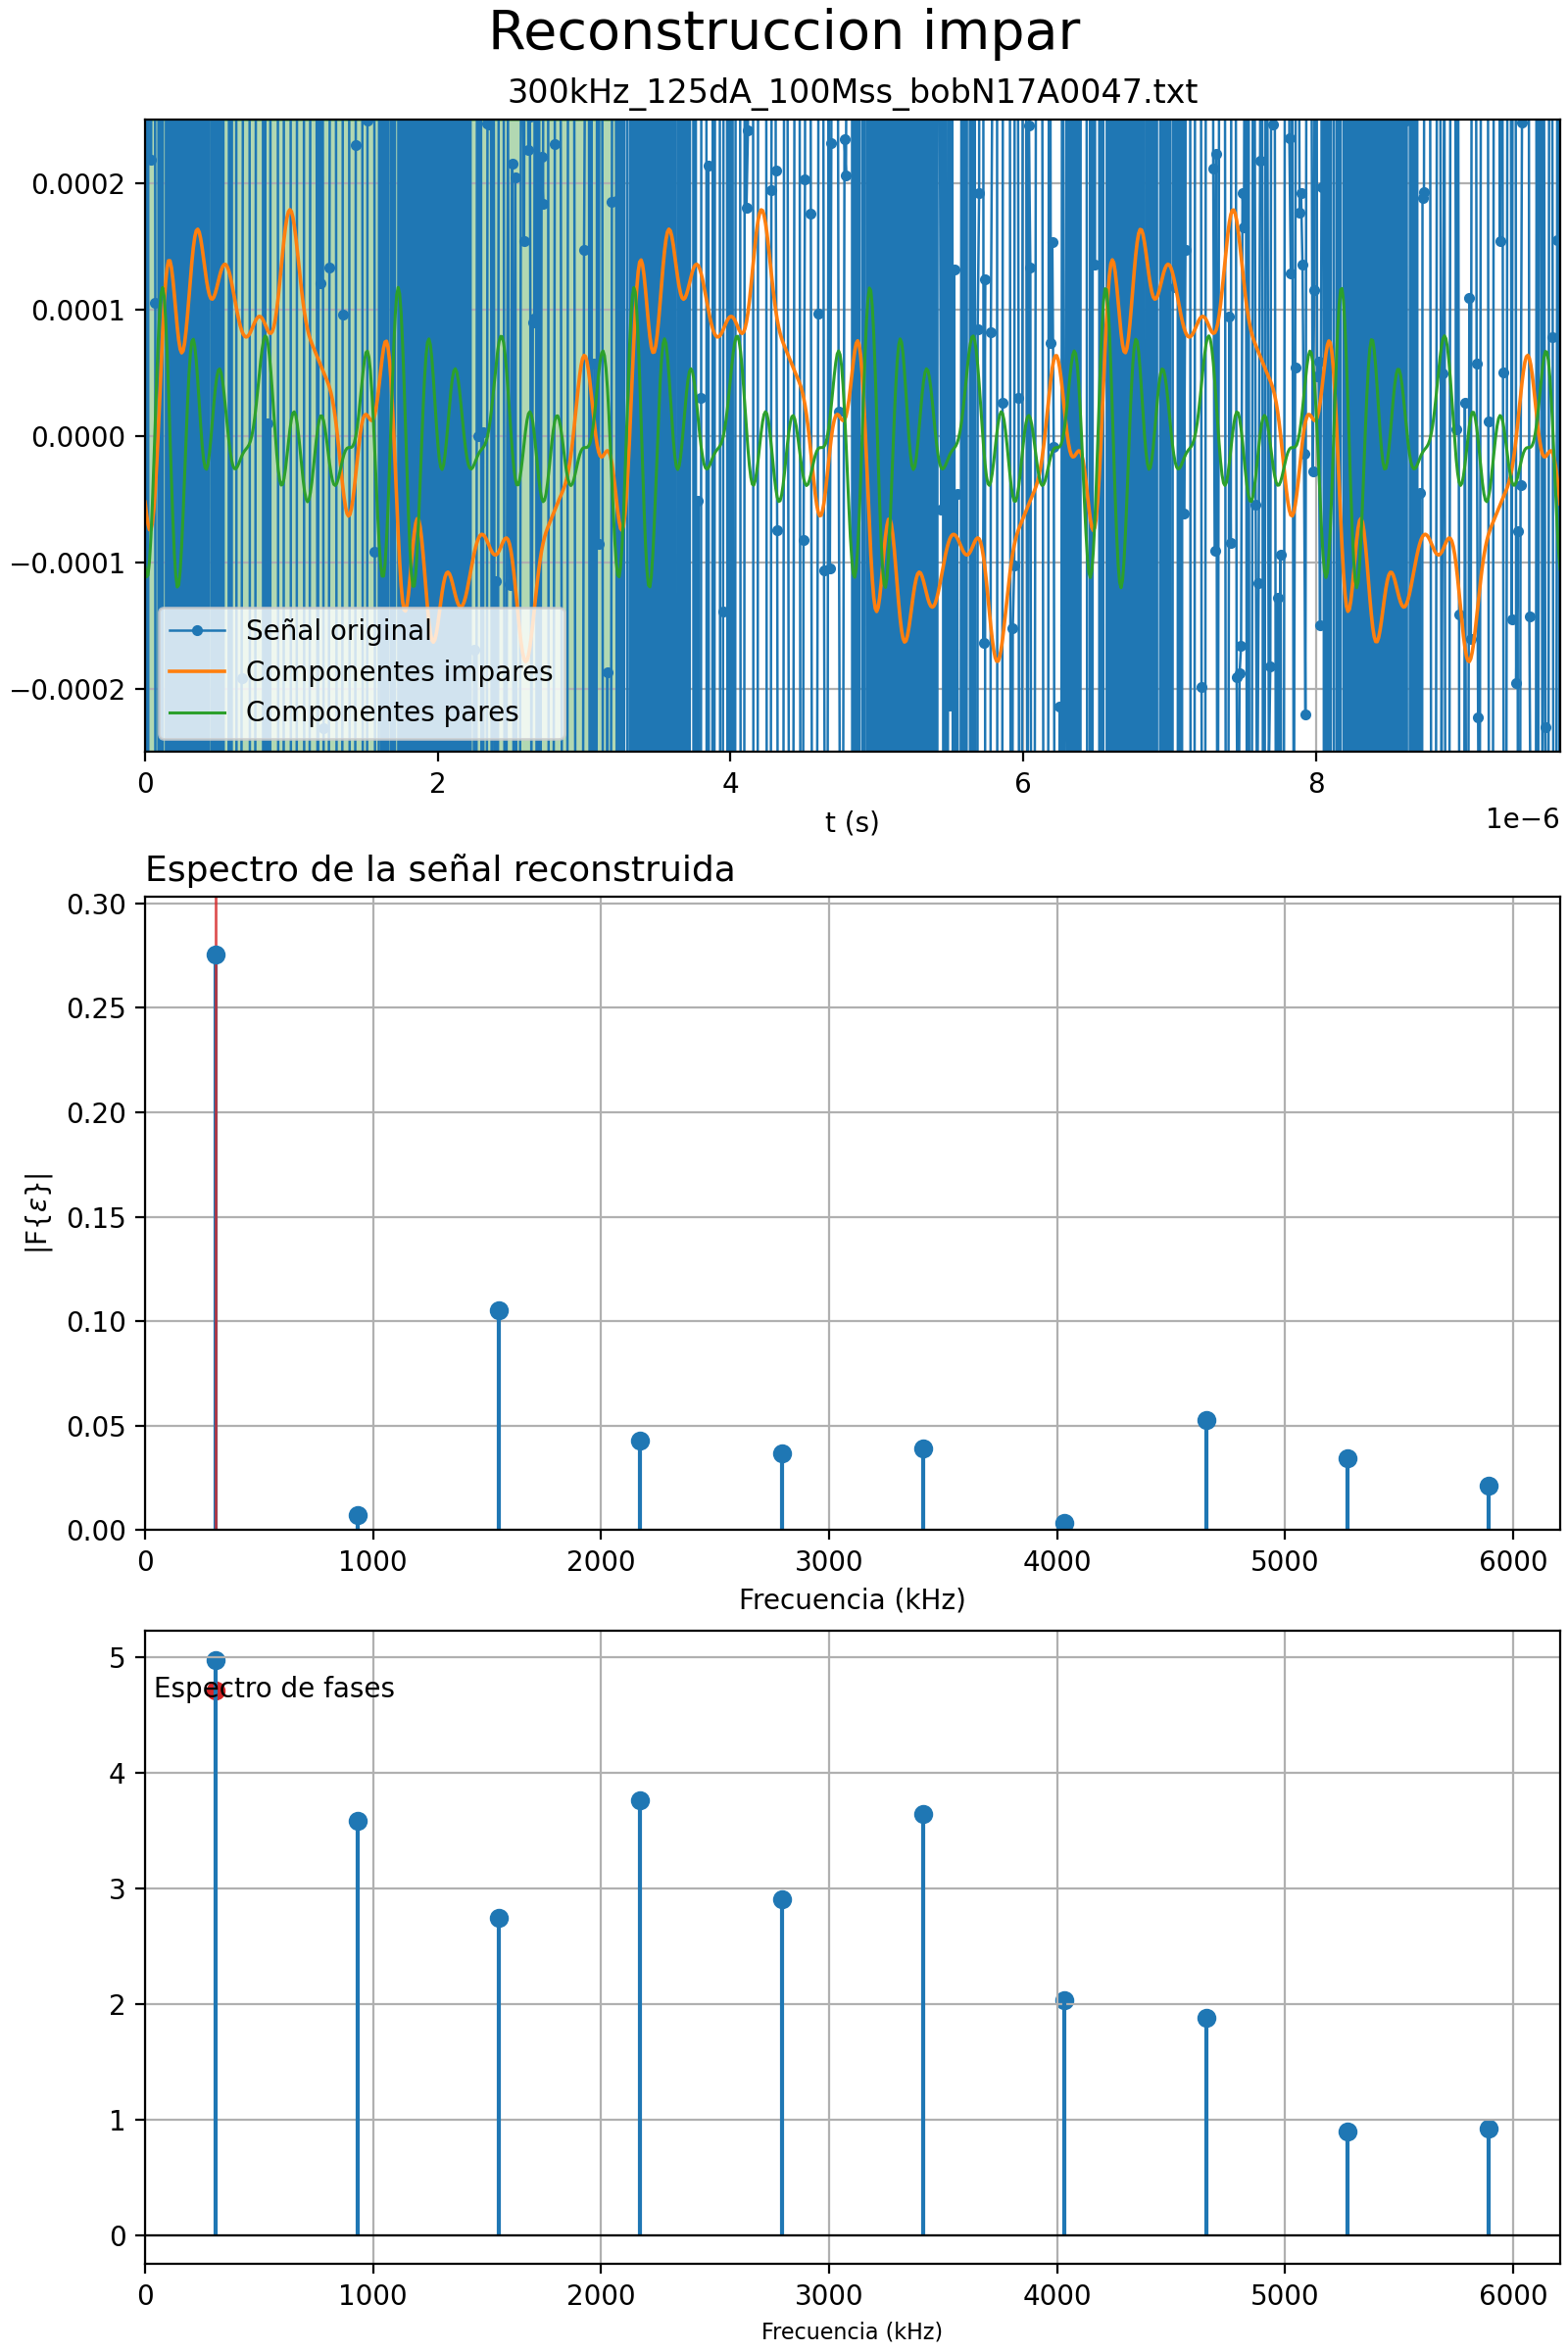 Reconstruccion impar
300kHz_125dA_100Mss_bobN17A0047.txt
0.0002
0.0001
0.0000
−0.0001
−0.0002
Señal original
Componentes impares
Componentes pares
0 2 4 6 8
t (s)
1e−6
Espectro de la señal reconstruida
0.30
0.25
0.20
0.15
0.10
0.05
0.00
|F{ε}|
0 1000 2000 3000 4000 5000 6000
Frecuencia (kHz)
5
Espectro de fases
4
3
2
1
0
0 1000 2000 3000 4000 5000 6000
Frecuencia (kHz)